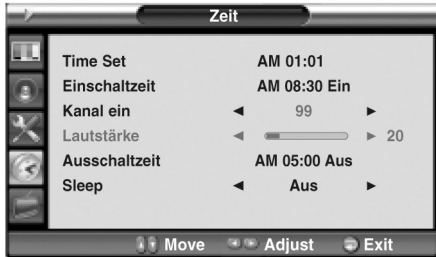 Zeit
Time Set AM 01:01
Einschaltzeit AM 08:30 Ein
Kanal ein 99
Lautstärke 20
Ausschaltzeit AM 05:00 Aus
Sleep Aus
Move Adjust Exit